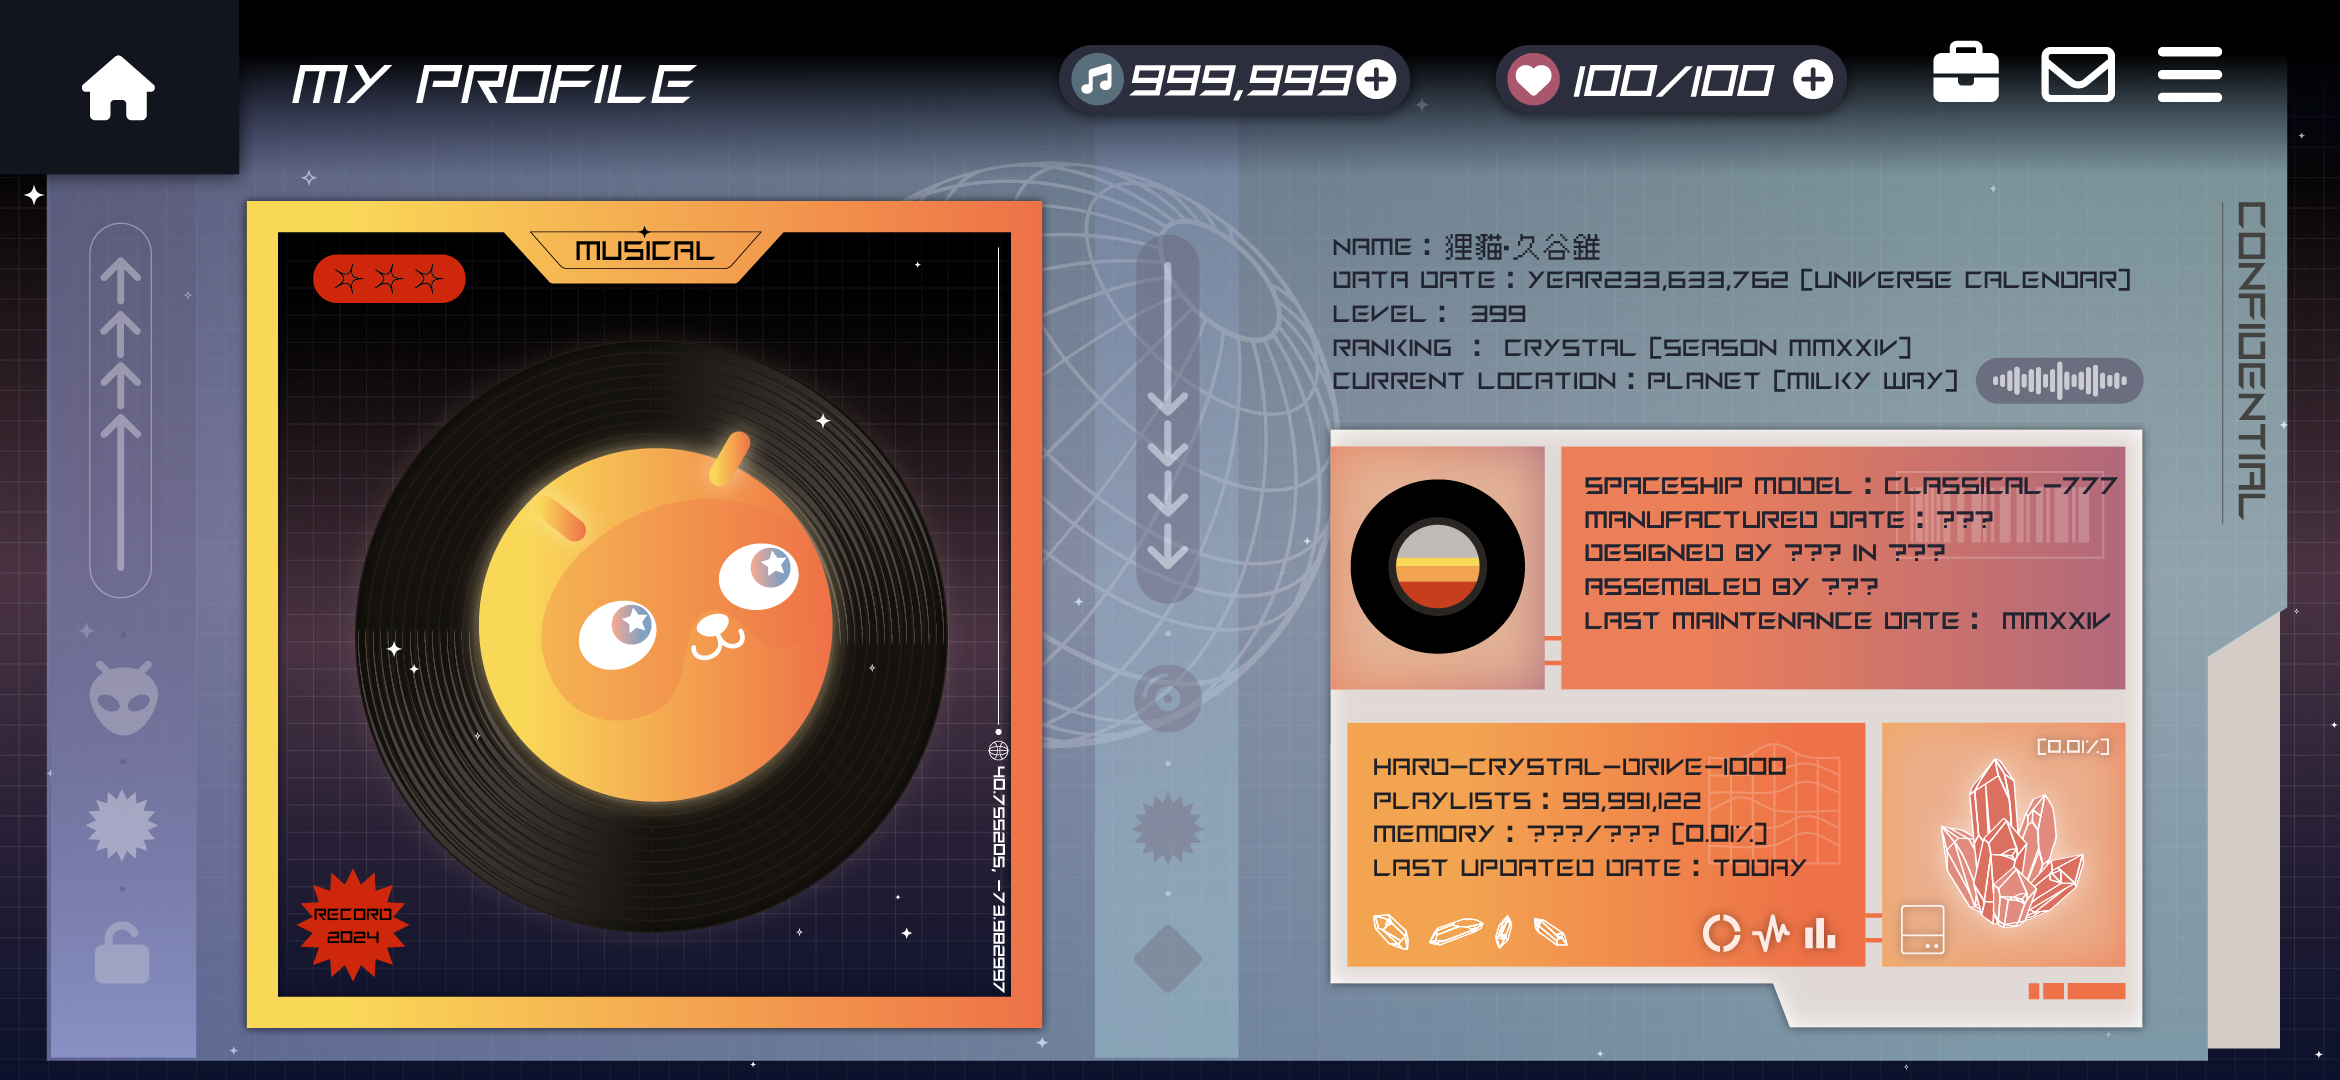 MY PROFILE
999,999
100/100
MUSICAL
RECORD
2024
40.755205, -73.982997
NAME : 狸貓·久谷錐
DATA DATE : YEAR233,633,762 [UNIVERSE CALENDAR]
LEVEL : 399
RANKING : CRYSTAL [SEASON MMXXIV]
CURRENT LOCATION : PLANET [MILKY WAY]
CONFIDENTIAL
SPACESHIP MODEL : CLASSICAL-777
MANUFACTURED DATE : ???
DESIGNED BY ??? IN ???
ASSEMBLED BY ???
LAST MAINTENANCE DATE : MMXXIV
HARD-CRYSTAL-DRIVE-1000
PLAYLISTS : 99,991,122
MEMORY : ???/??? [0.01%]
LAST UPDATED DATE : TODAY
[0.01%]